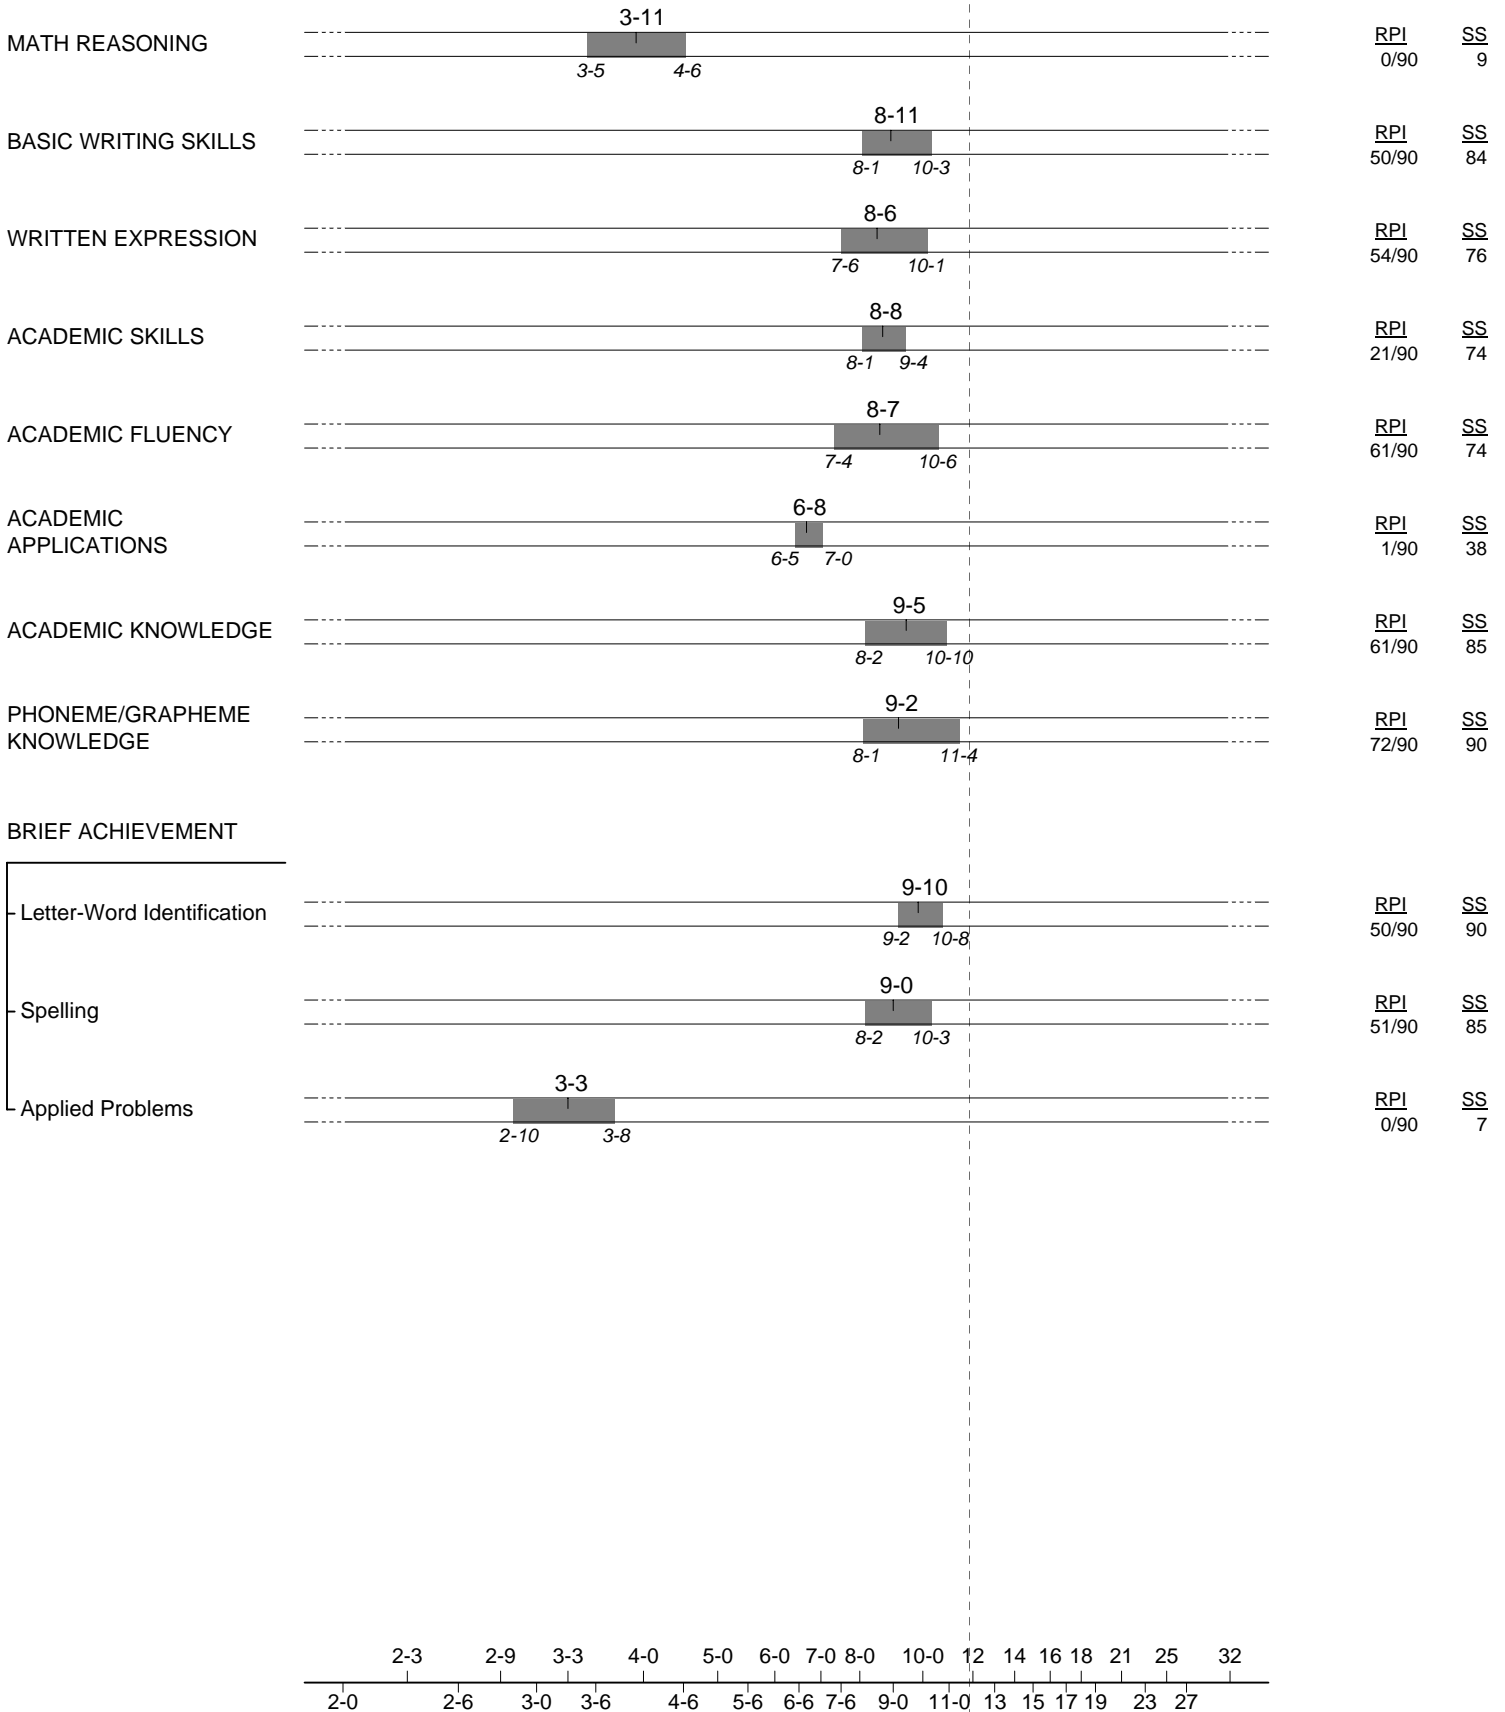 3-11
MATH REASONING
RPI SS
0/90 9
3-5 4-6
8-11
BASIC WRITING SKILLS
RPI SS
50/90 84
8-1 10-3
8-6
WRITTEN EXPRESSION
RPI SS
54/90 76
7-6 10-1
8-8
ACADEMIC SKILLS
RPI SS
21/90 74
8-1 9-4
8-7
ACADEMIC FLUENCY
RPI SS
61/90 74
7-4 10-6
6-8
ACADEMIC
APPLICATIONS
RPI SS
1/90 38
6-5 7-0
9-5
ACADEMIC KNOWLEDGE
RPI SS
61/90 85
8-2 10-10
9-2
PHONEME/GRAPHEME
KNOWLEDGE
RPI SS
72/90 90
8-1 11-4
BRIEF ACHIEVEMENT
9-10
Letter-Word Identification
RPI SS
50/90 90
9-2 10-8
9-0
Spelling
RPI SS
51/90 85
8-2 10-3
3-3
Applied Problems
RPI SS
0/90 7
2-10 3-8
2-3 2-9 3-3 4-0 5-0 6-0 7-0 8-0 10-0 12 14 16 18 21 25 32
2-0 2-6 3-0 3-6 4-6 5-6 6-6 7-6 9-0 11-0 13 15 17 19 23 27